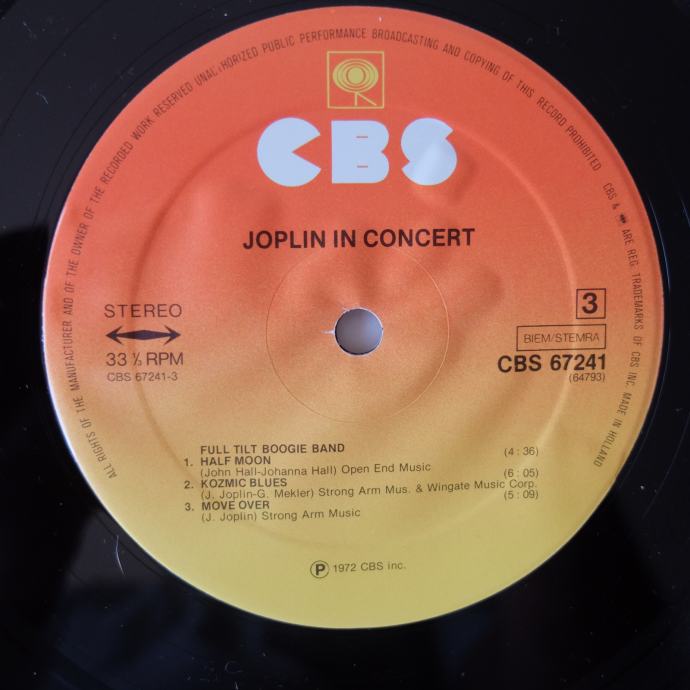 ALL RIGHTS OF THE MANUFACTURER AND OF THE OWNER OF THE RECORDED WORK RESERVED UNAUTHORIZED PUBLIC PERFORMANCE BROADCASTING AND COPYING OF THIS RECORD PROHIBITED CBS & ARE REG. TRADEMARKS OF CBS INC. MADE IN HOLLAND
CBS
JOPLIN IN CONCERT
STEREO
33 ⅓ RPM
CBS 67241-3
3
BIEM/STEMRA
CBS 67241
(64793)
FULL TILT BOOGIE BAND
1. HALF MOON (4 : 36)
(John Hall-Johanna Hall) Open End Music
2. KOZMIC BLUES (6 : 05)
(J. Joplin-G. Mekler) Strong Arm Mus. & Wingate Music Corp.
3. MOVE OVER (5 : 09)
(J. Joplin) Strong Arm Music
Ⓟ 1972 CBS inc.